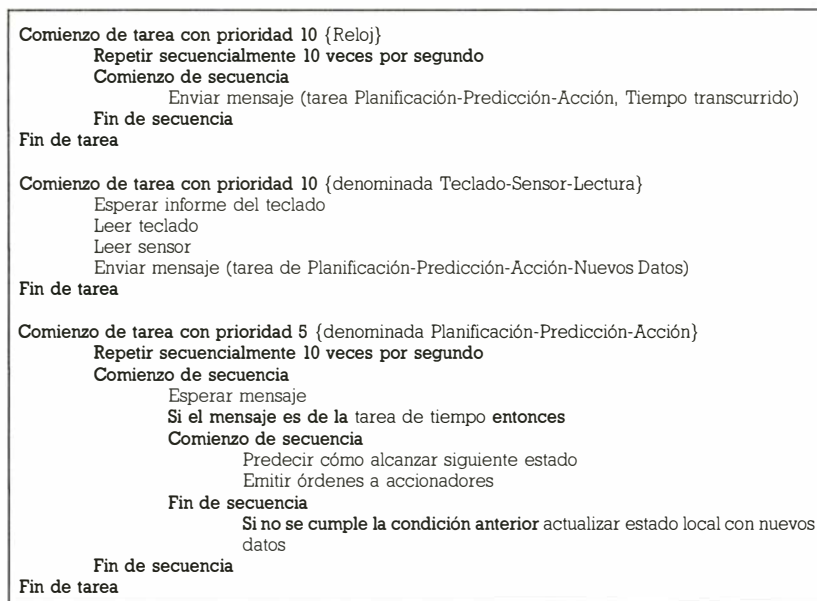 Comienzo de tarea con prioridad 10 {Reloj}
Repetir secuencialmente 10 veces por segundo
Comienzo de secuencia
Enviar mensaje (tarea Planificación-Predicción-Acción, Tiempo transcurrido)
Fin de secuencia
Fin de tarea
Comienzo de tarea con prioridad 10 {denominada Teclado-Sensor-Lectura}
Esperar informe del teclado
Leer teclado
Leer sensor
Enviar mensaje (tarea de Planificación-Predicción-Acción-Nuevos Datos)
Fin de tarea
Comienzo de tarea con prioridad 5 {denominada Planificación-Predicción-Acción}
Repetir secuencialmente 10 veces por segundo
Comienzo de secuencia
Esperar mensaje
Si el mensaje es de la tarea de tiempo entonces
Comienzo de secuencia
Predecir cómo alcanzar siguiente estado
Emitir órdenes a accionadores
Fin de secuencia
Si no se cumple la condición anterior actualizar estado local con nuevos
datos
Fin de secuencia
Fin de tarea